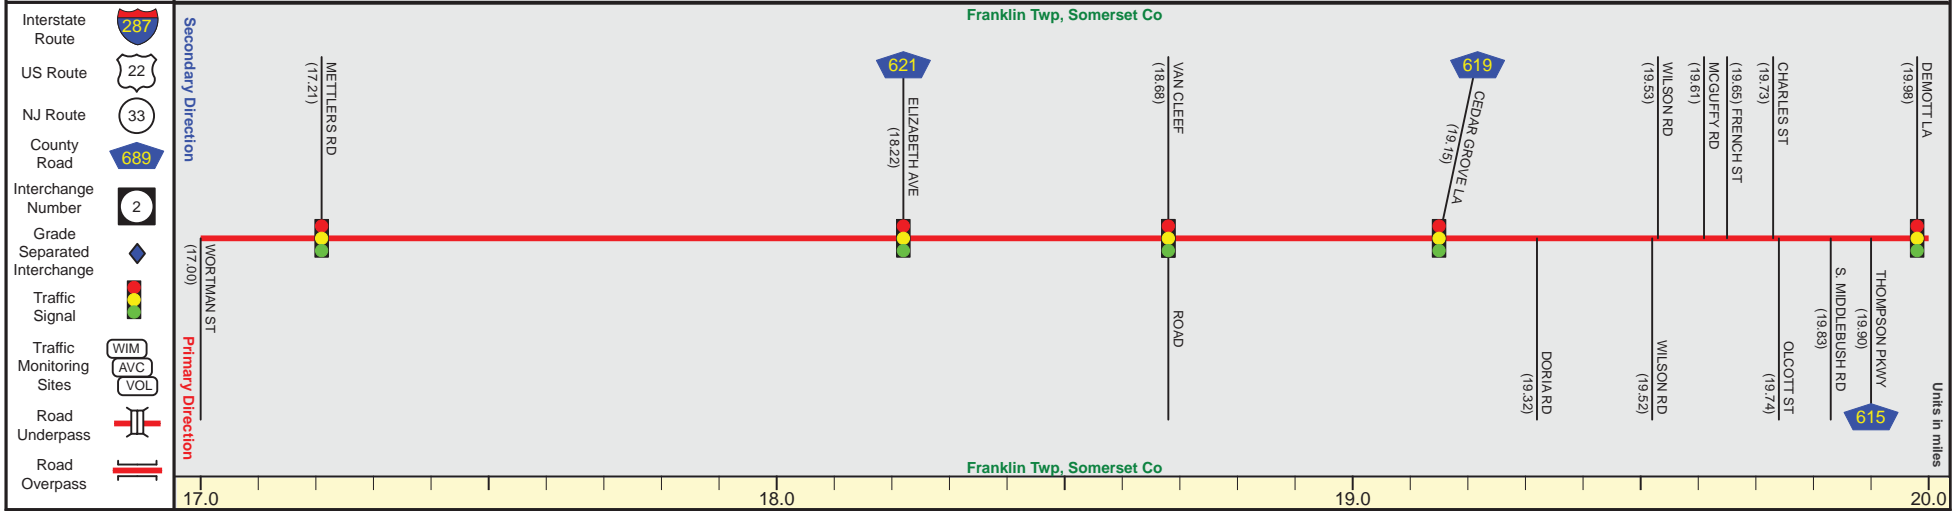 Interstate
Route
287
US Route
22
NJ Route
33
County
Road
689
Interchange
Number
2
Grade
Separated
Interchange
Traffic
Signal
Traffic
Monitoring
Sites
WIM
AVC
VOL
Road
Underpass
Road
Overpass
Secondary Direction
Primary Direction
Franklin Twp, Somerset Co
METTLERS RD
(17.21)
621
ELIZABETH AVE
(18.22)
VAN CLEEF
(18.68)
619
CEDAR GROVE LA
(19.15)
WILSON RD
(19.53)
MCGUFFY RD
(19.61)
(19.65) FRENCH ST
CHARLES ST
(19.73)
DEMOTT LA
(19.98)
WORTMAN ST
(17.00)
ROAD
DORIA RD
(19.32)
WILSON RD
(19.52)
OLCOTT ST
(19.74)
S. MIDDLEBUSH RD
(19.83)
THOMPSON PKWY
(19.90)
615
Units in miles
Franklin Twp, Somerset Co
17.0
18.0
19.0
20.0